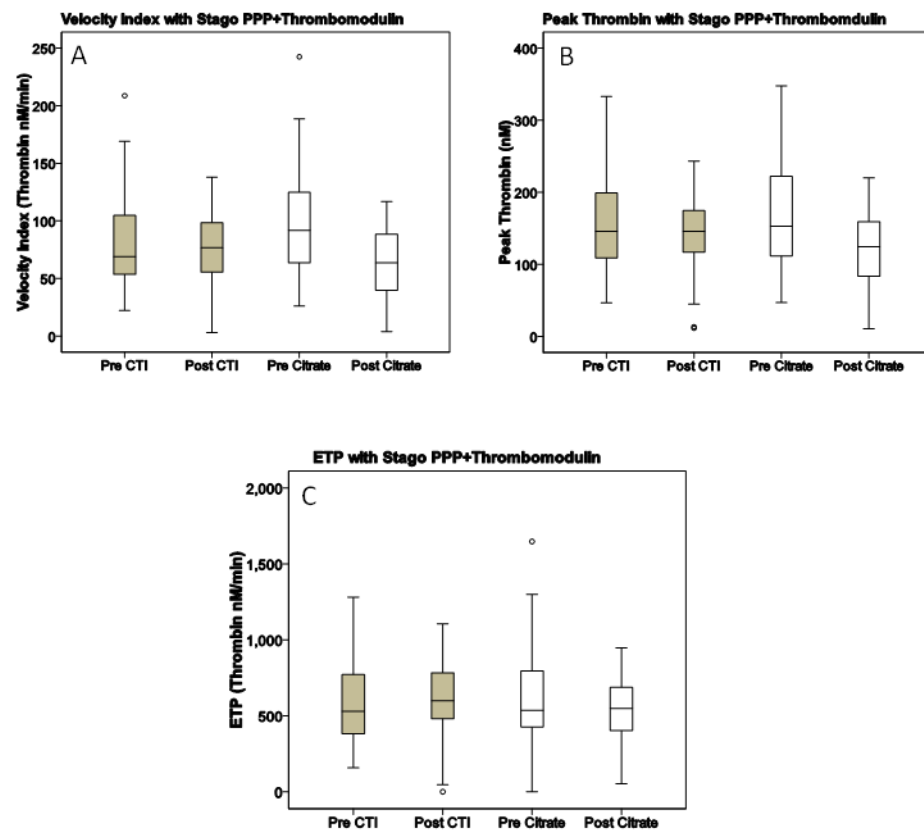 Velocity Index with Stago PPP+Thrombomodulin
A
Velocity Index (Thrombin nM/min)
250
200
150
100
50
0
Pre CTI Post CTI Pre Citrate Post Citrate
Peak Thrombin with Stago PPP+Thrombomdulin
B
Peak Thrombin (nM)
400
300
200
100
0
Pre CTI Post CTI Pre Citrate Post Citrate
ETP with Stago PPP+Thrombomodulin
C
ETP (Thrombin nM/min)
2,000
1,500
1,000
500
0
Pre CTI Post CTI Pre Citrate Post Citrate